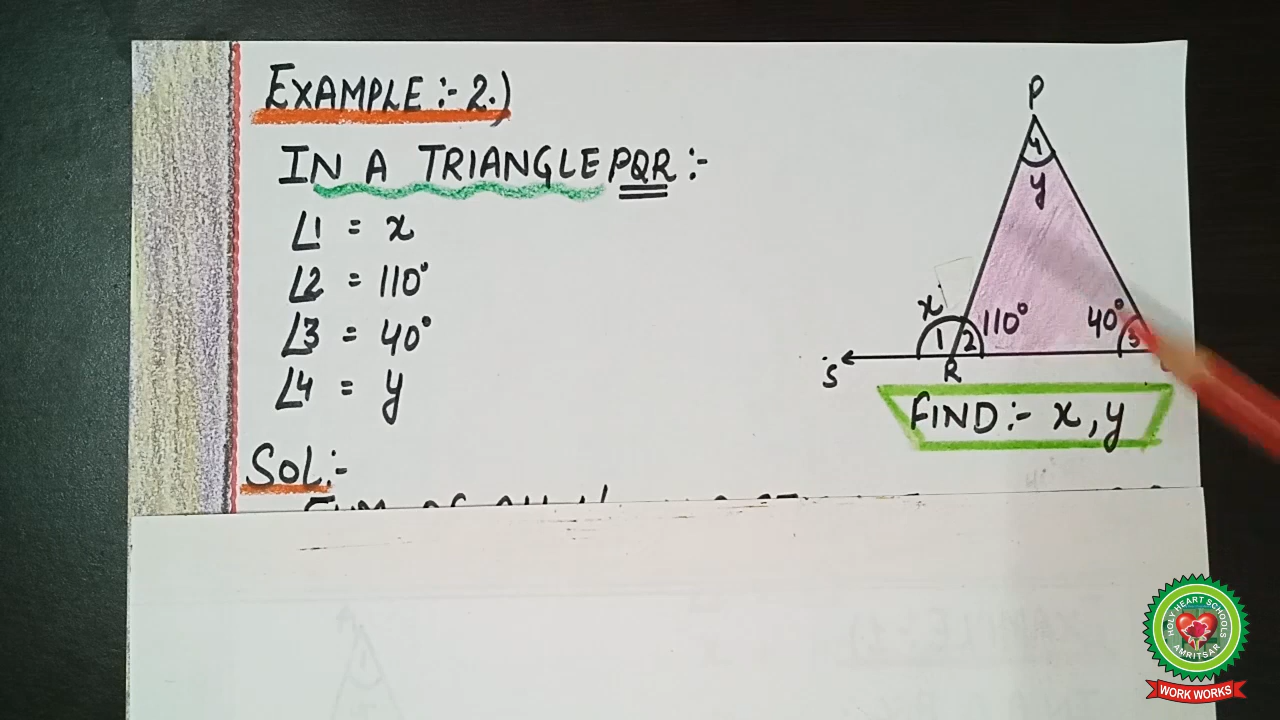 EXAMPLE :- 2.)
IN A TRIANGLE PQR :-
∠1 = x
∠2 = 110°
∠3 = 40°
∠4 = y
P
4
y
x
110°
40°
1
2
3
S
R
FIND :- x, y
SOL :-
HOLY HEART SCHOOLS
AMRITSAR
WORK WORKS